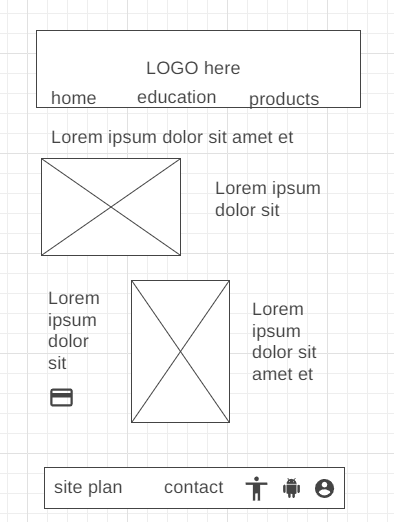 LOGO here
home education products
Lorem ipsum dolor sit amet et
Lorem ipsum
dolor sit
Lorem
ipsum
dolor
sit
Lorem
ipsum
dolor sit
amet et
site plan contact